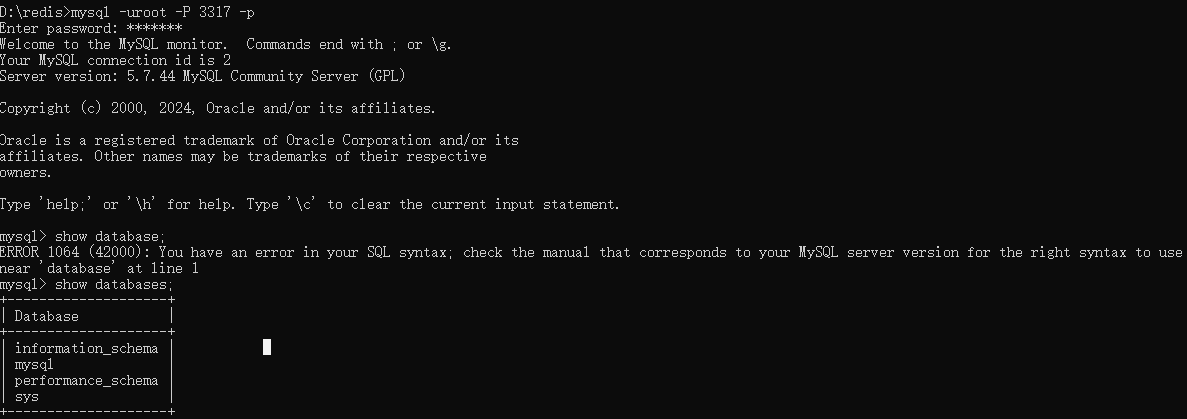 D:\redis>mysql -uroot -P 3317 -p
Enter password: *******
Welcome to the MySQL monitor.  Commands end with ; or \g.
Your MySQL connection id is 2
Server version: 5.7.44 MySQL Community Server (GPL)
Copyright (c) 2000, 2024, Oracle and/or its affiliates.
Oracle is a registered trademark of Oracle Corporation and/or its
affiliates. Other names may be trademarks of their respective
owners.
Type 'help;' or '\h' for help. Type '\c' to clear the current input statement.
mysql> show database;
ERROR 1064 (42000): You have an error in your SQL syntax; check the manual that corresponds to your MySQL server version for the right syntax to use
near 'database' at line 1
mysql> show databases;
+--------------------+
| Database           |
+--------------------+
| information_schema |
| mysql              |
| performance_schema |
| sys                |
+--------------------+